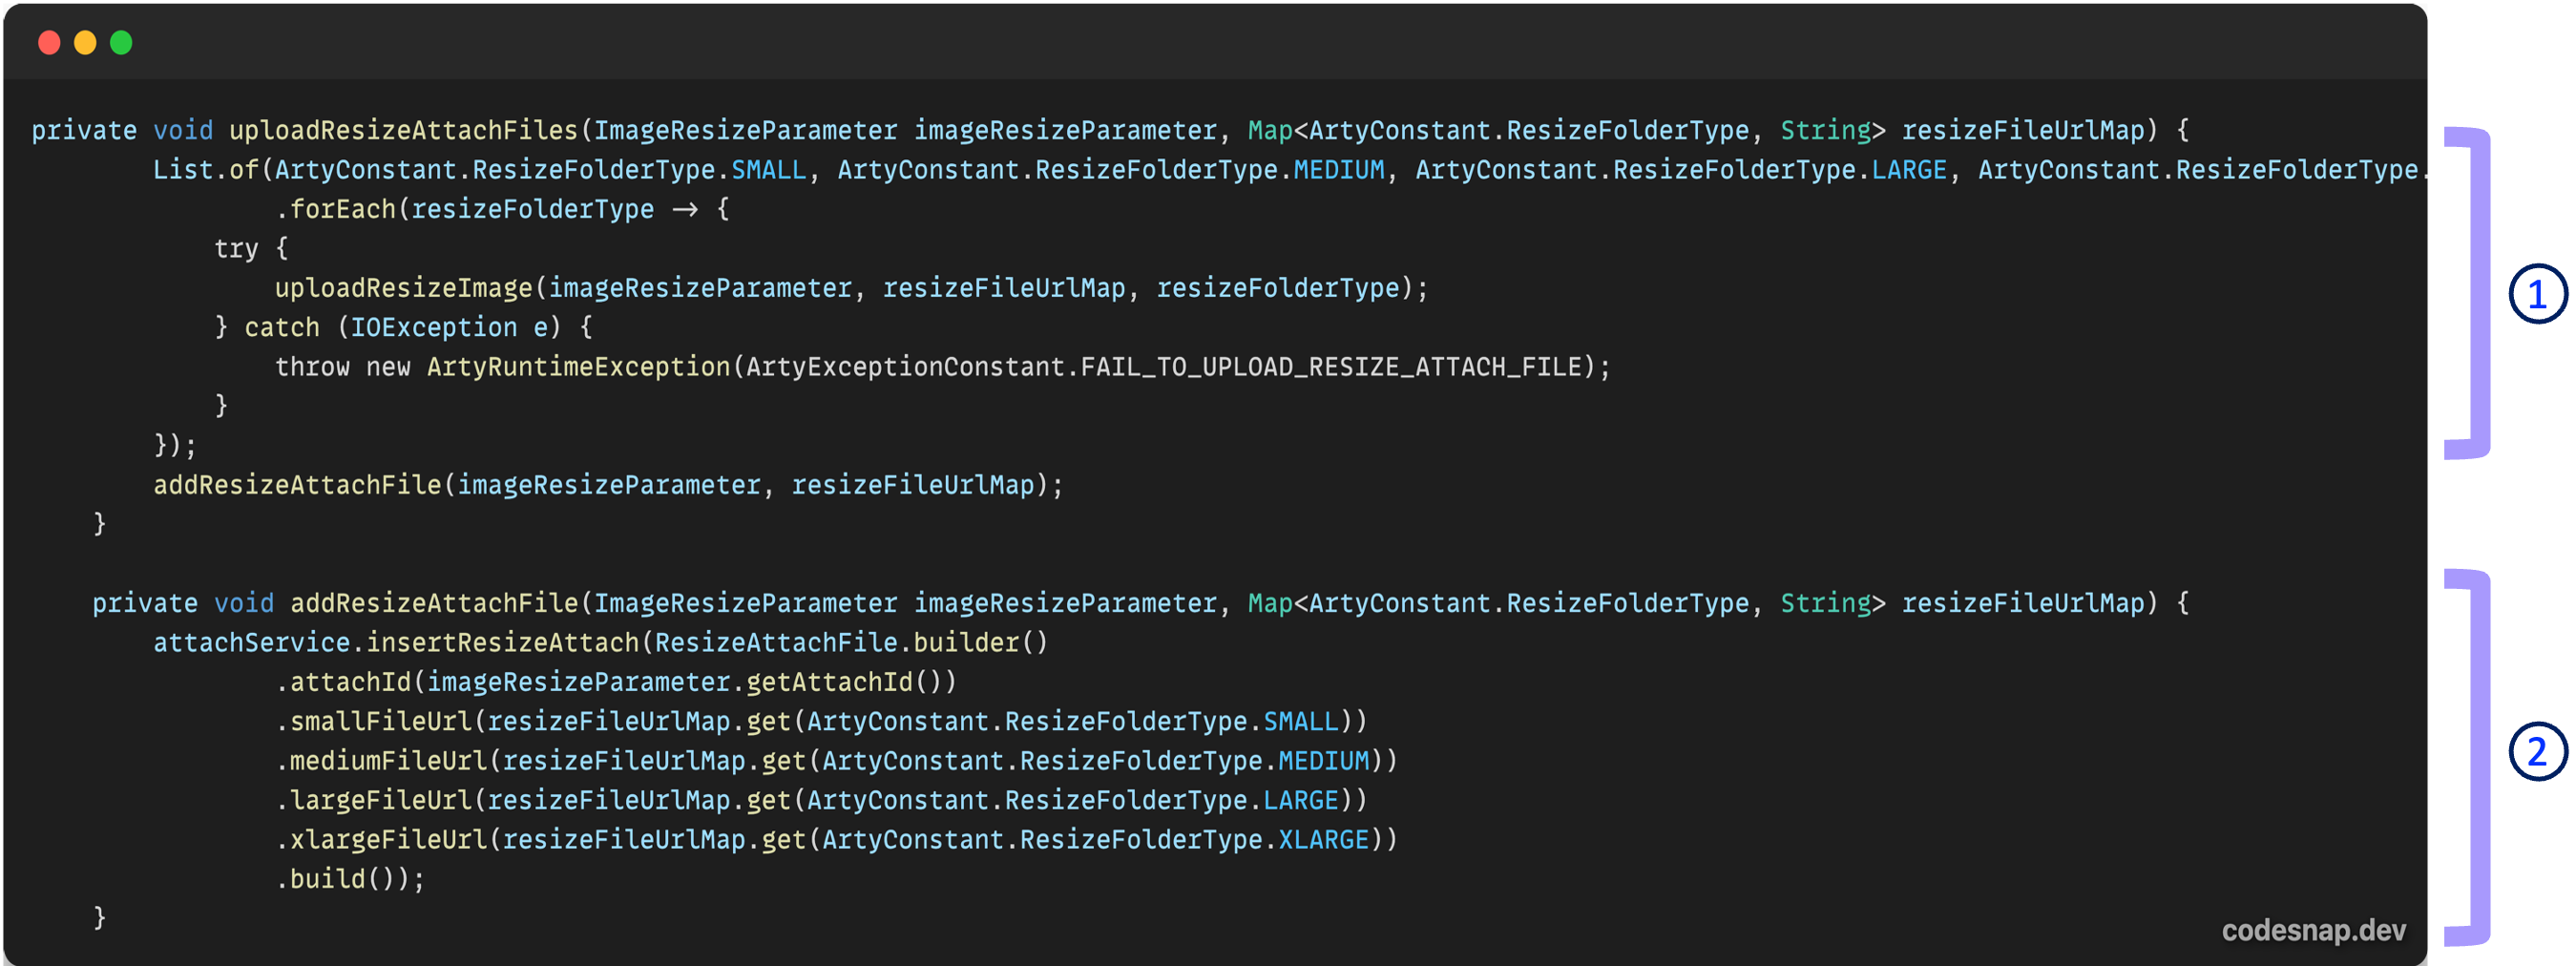 private void uploadResizeAttachFiles(ImageResizeParameter imageResizeParameter, Map<ArtyConstant.ResizeFolderType, String> resizeFileUrlMap) {
List.of(ArtyConstant.ResizeFolderType.SMALL, ArtyConstant.ResizeFolderType.MEDIUM, ArtyConstant.ResizeFolderType.LARGE, ArtyConstant.ResizeFolderType.
.forEach(resizeFolderType → {
try {
uploadResizeImage(imageResizeParameter, resizeFileUrlMap, resizeFolderType);
} catch (IOException e) {
throw new ArtyRuntimeException(ArtyExceptionConstant.FAIL_TO_UPLOAD_RESIZE_ATTACH_FILE);
}
});
addResizeAttachFile(imageResizeParameter, resizeFileUrlMap);
}
①
private void addResizeAttachFile(ImageResizeParameter imageResizeParameter, Map<ArtyConstant.ResizeFolderType, String> resizeFileUrlMap) {
attachService.insertResizeAttach(ResizeAttachFile.builder()
.attachId(imageResizeParameter.getAttachId())
.smallFileUrl(resizeFileUrlMap.get(ArtyConstant.ResizeFolderType.SMALL))
.mediumFileUrl(resizeFileUrlMap.get(ArtyConstant.ResizeFolderType.MEDIUM))
.largeFileUrl(resizeFileUrlMap.get(ArtyConstant.ResizeFolderType.LARGE))
.xlargeFileUrl(resizeFileUrlMap.get(ArtyConstant.ResizeFolderType.XLARGE))
.build());
}
②
codesnap.dev